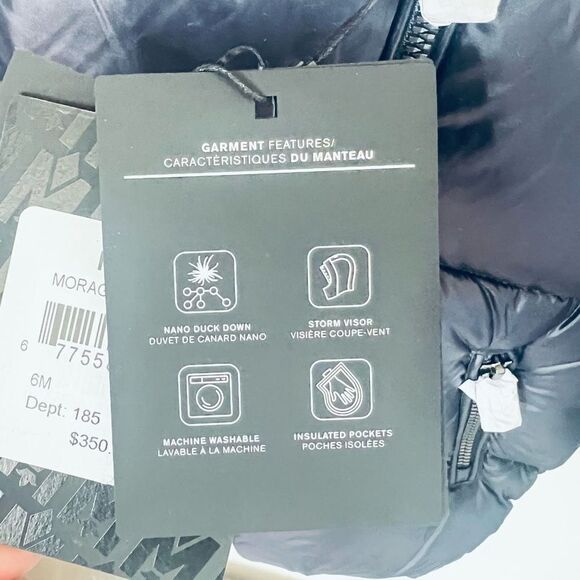 GARMENT FEATURES/
CARACTÉRISTIQUES DU MANTEAU
NANO DUCK DOWN
DUVET DE CANARD NANO
STORM VISOR
VISIÈRE COUPE-VENT
MACHINE WASHABLE
LAVABLE À LA MACHINE
INSULATED POCKETS
POCHES ISOLÉES
6M
Dept: 185
$350.